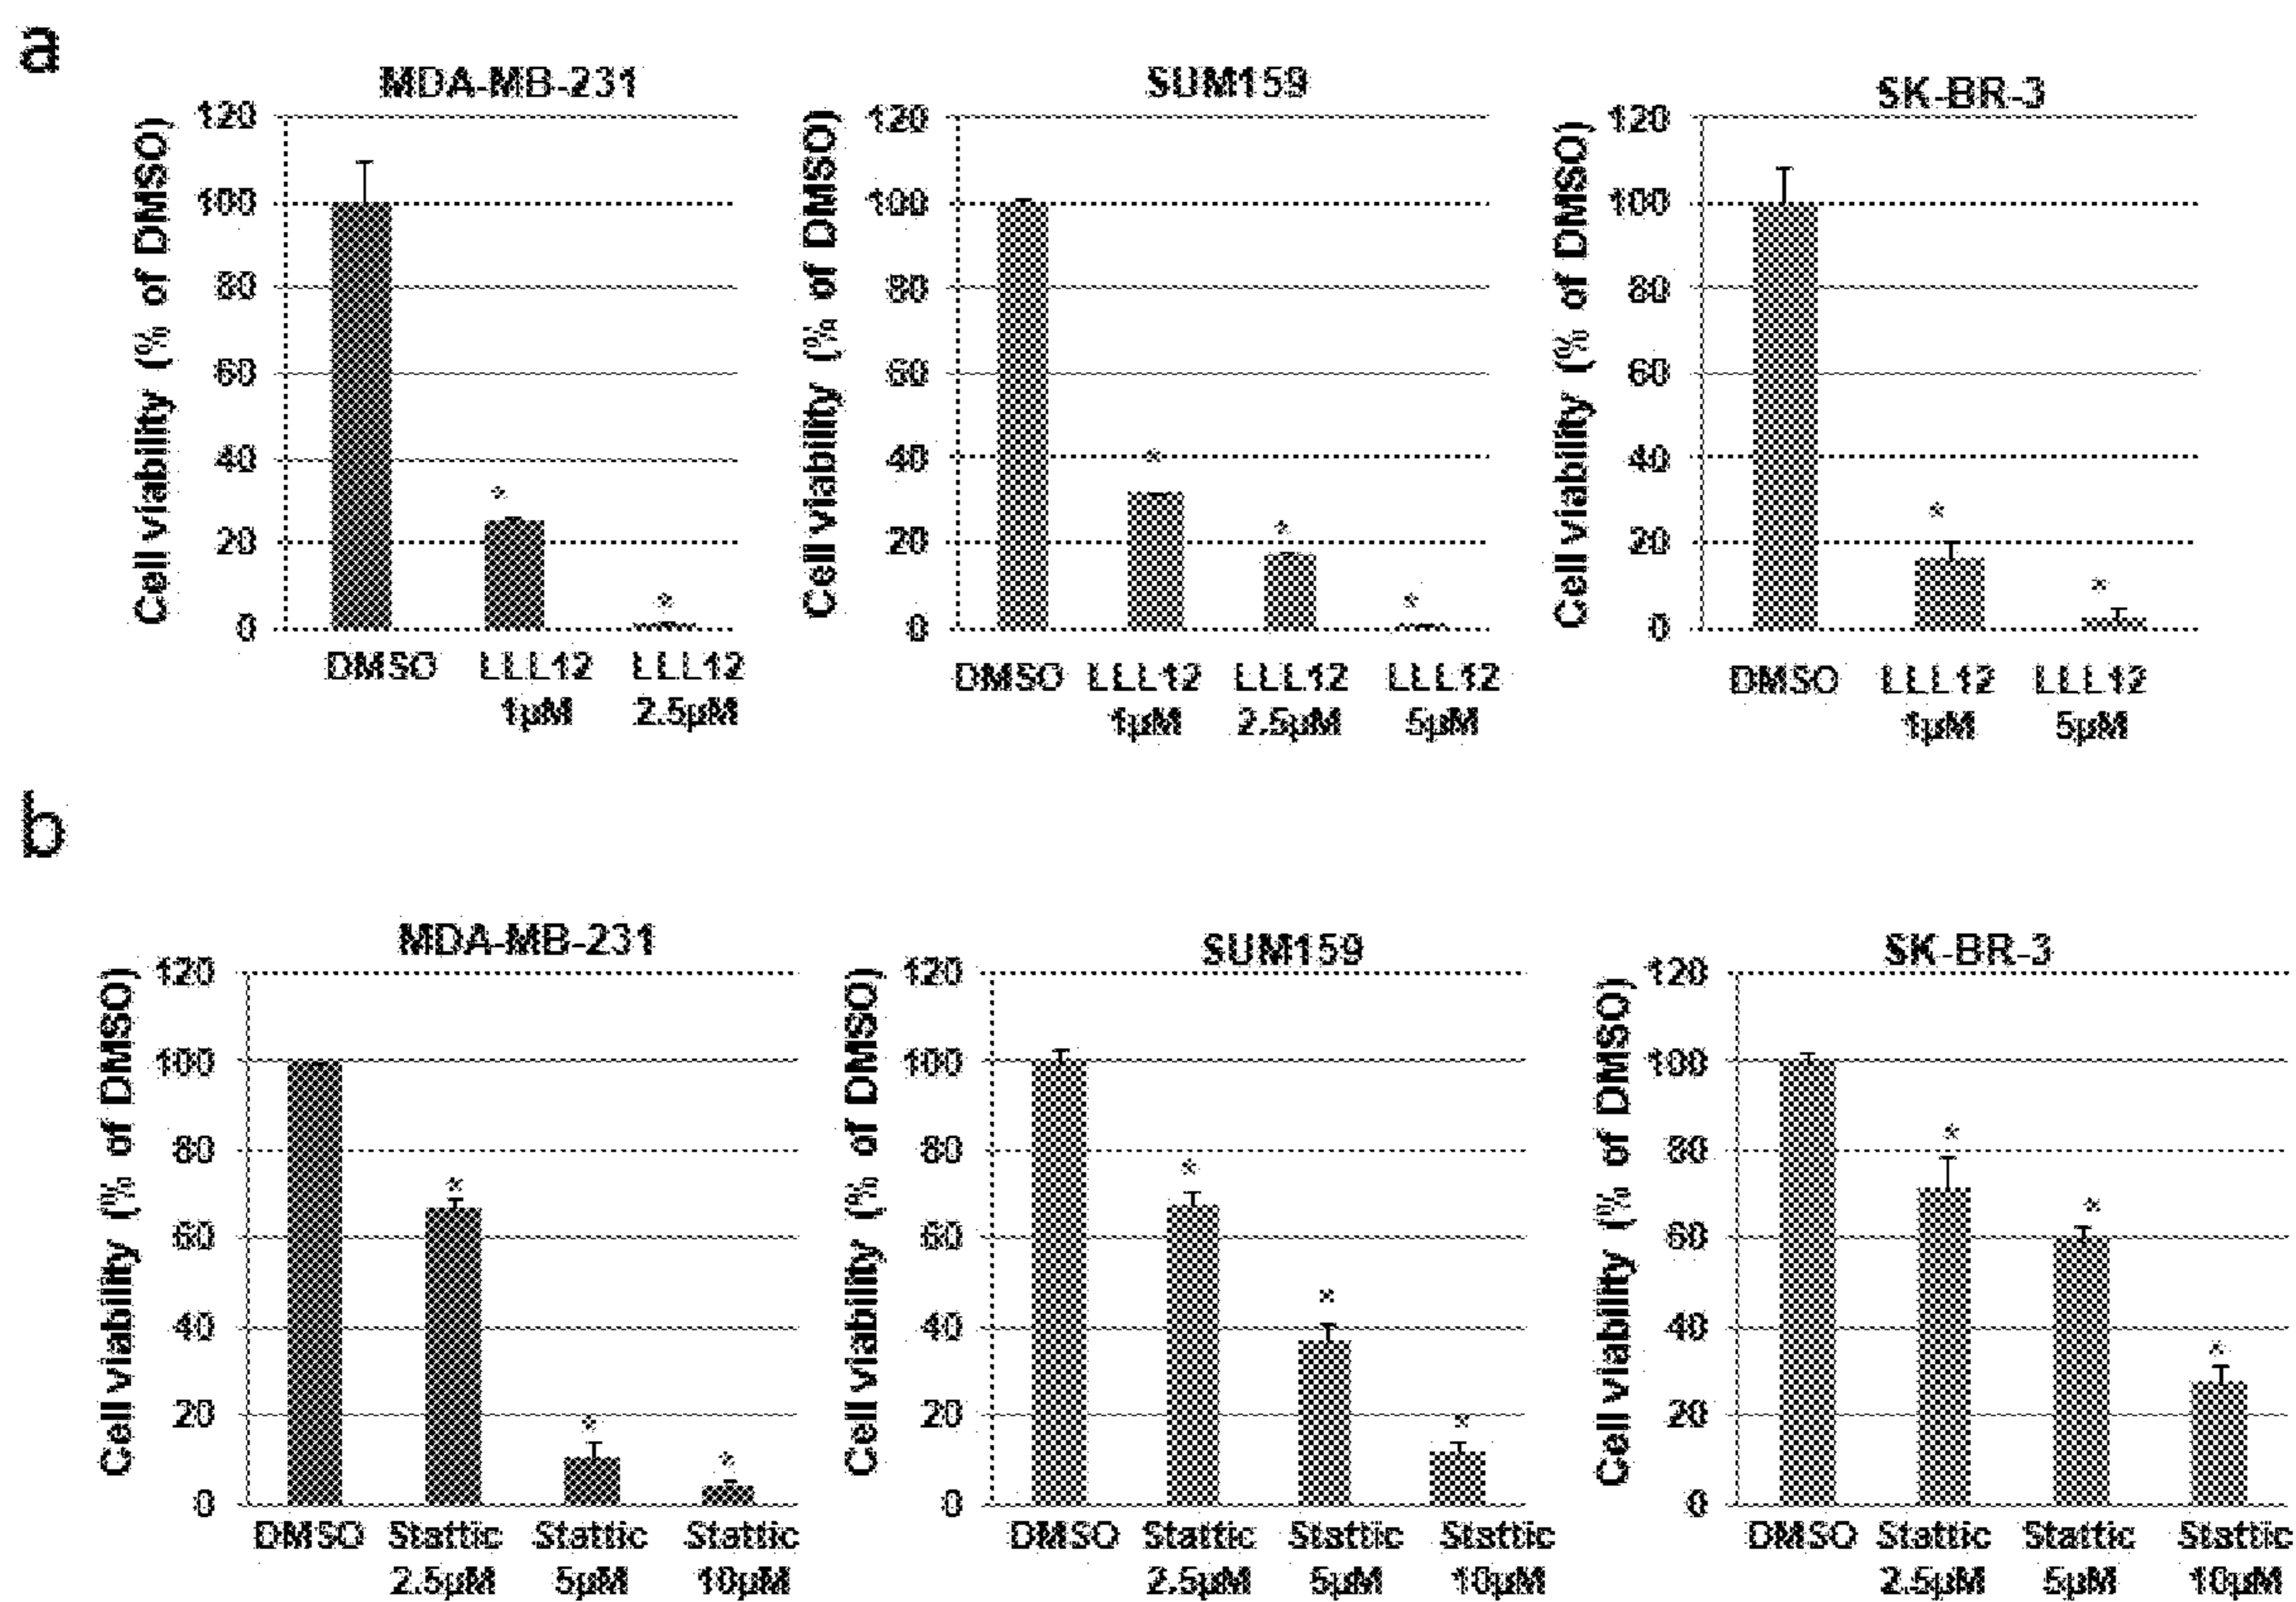 a
MDA-MB-231
Cell viability (% of DMSO)
120
100
80
60
40
20
0
*
*
DMSO LLL12 LLL12
1µM 2.5µM
SUM159
Cell viability (% of DMSO)
120
100
80
60
40
20
0
*
*
*
DMSO LLL12 LLL12 LLL12
1µM 2.5µM 5µM
SK-BR-3
Cell viability (% of DMSO)
120
100
80
60
40
20
0
*
*
DMSO LLL12 LLL12
1µM 5µM
b
MDA-MB-231
Cell viability (% of DMSO)
120
100
80
60
40
20
0
*
*
*
DMSO Stattic Stattic Stattic
2.5µM 5µM 10µM
SUM159
Cell viability (% of DMSO)
120
100
80
60
40
20
0
*
*
*
DMSO Stattic Stattic Stattic
2.5µM 5µM 10µM
SK-BR-3
Cell viability (% of DMSO)
120
100
80
60
40
20
0
*
*
*
DMSO Stattic Stattic Stattic
2.5µM 5µM 10µM